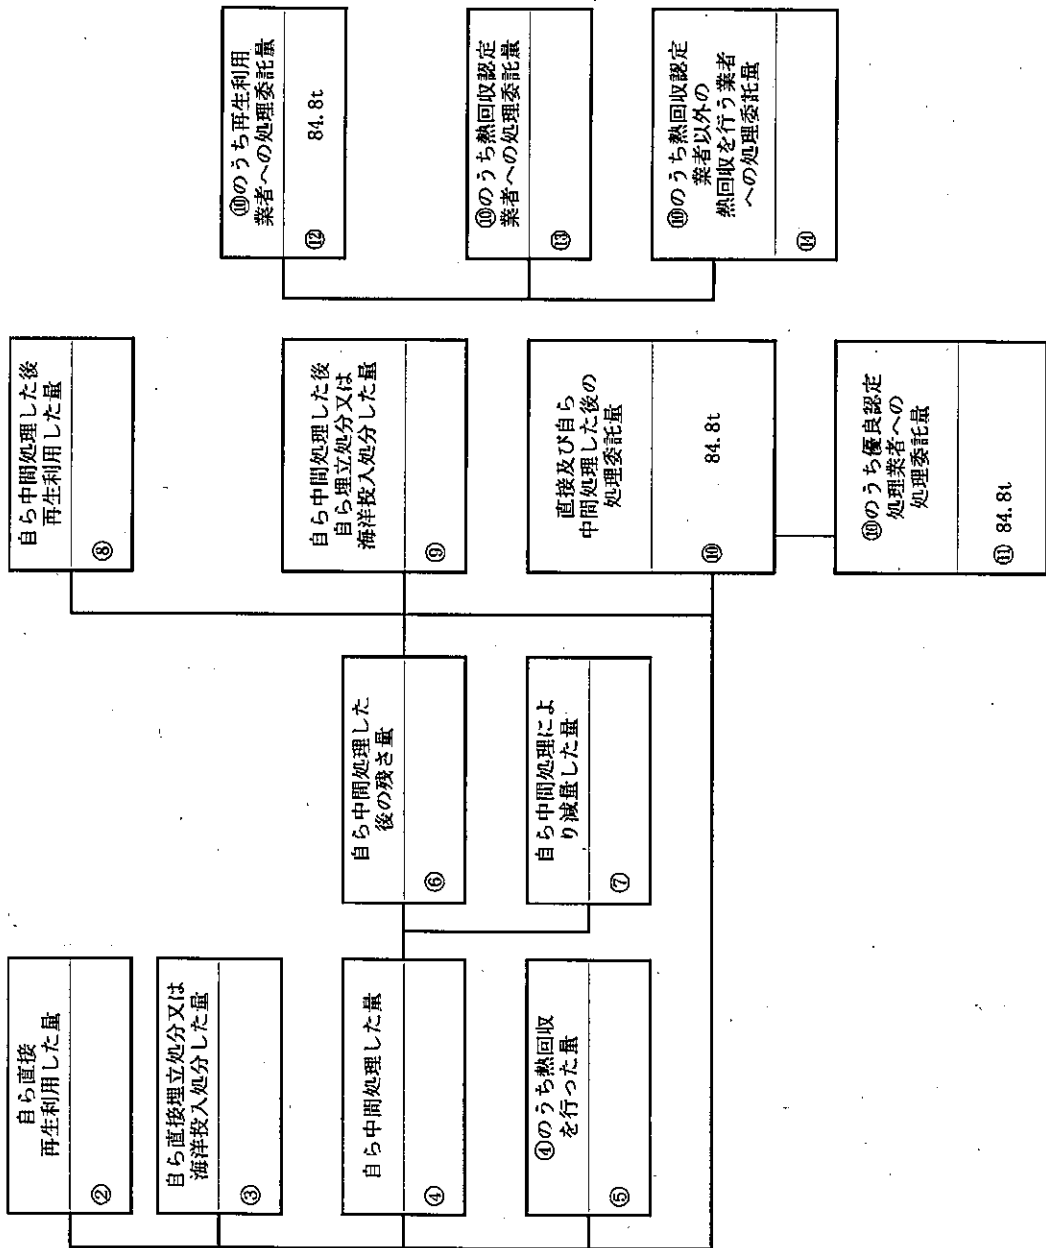 自ら直接
再生利用した量
②
自ら直接埋立処分又は
海洋投入処分した量
③
自ら中間処理した量
④
④のうち熱回収
を行った量
⑤
自ら中間処理した
後の残さ量
⑥
自ら中間処理によ
り減量した量
⑦
自ら中間処理した後
再生利用した量
⑧
自ら中間処理した後
自ら埋立処分又は
海洋投入処分した量
⑨
直接及び自ら
中間処理した後の
処理委託量
⑩ 84.8t
⑩のうち優良認定
処理業者への
処理委託量
⑪ 84.8t
⑩のうち再生利用
業者への処理委託量
⑫ 84.8t
⑩のうち熱回収認定
業者への処理委託量
⑬
⑩のうち熱回収認定
業者以外の
熱回収を行う業者
への処理委託量
⑭